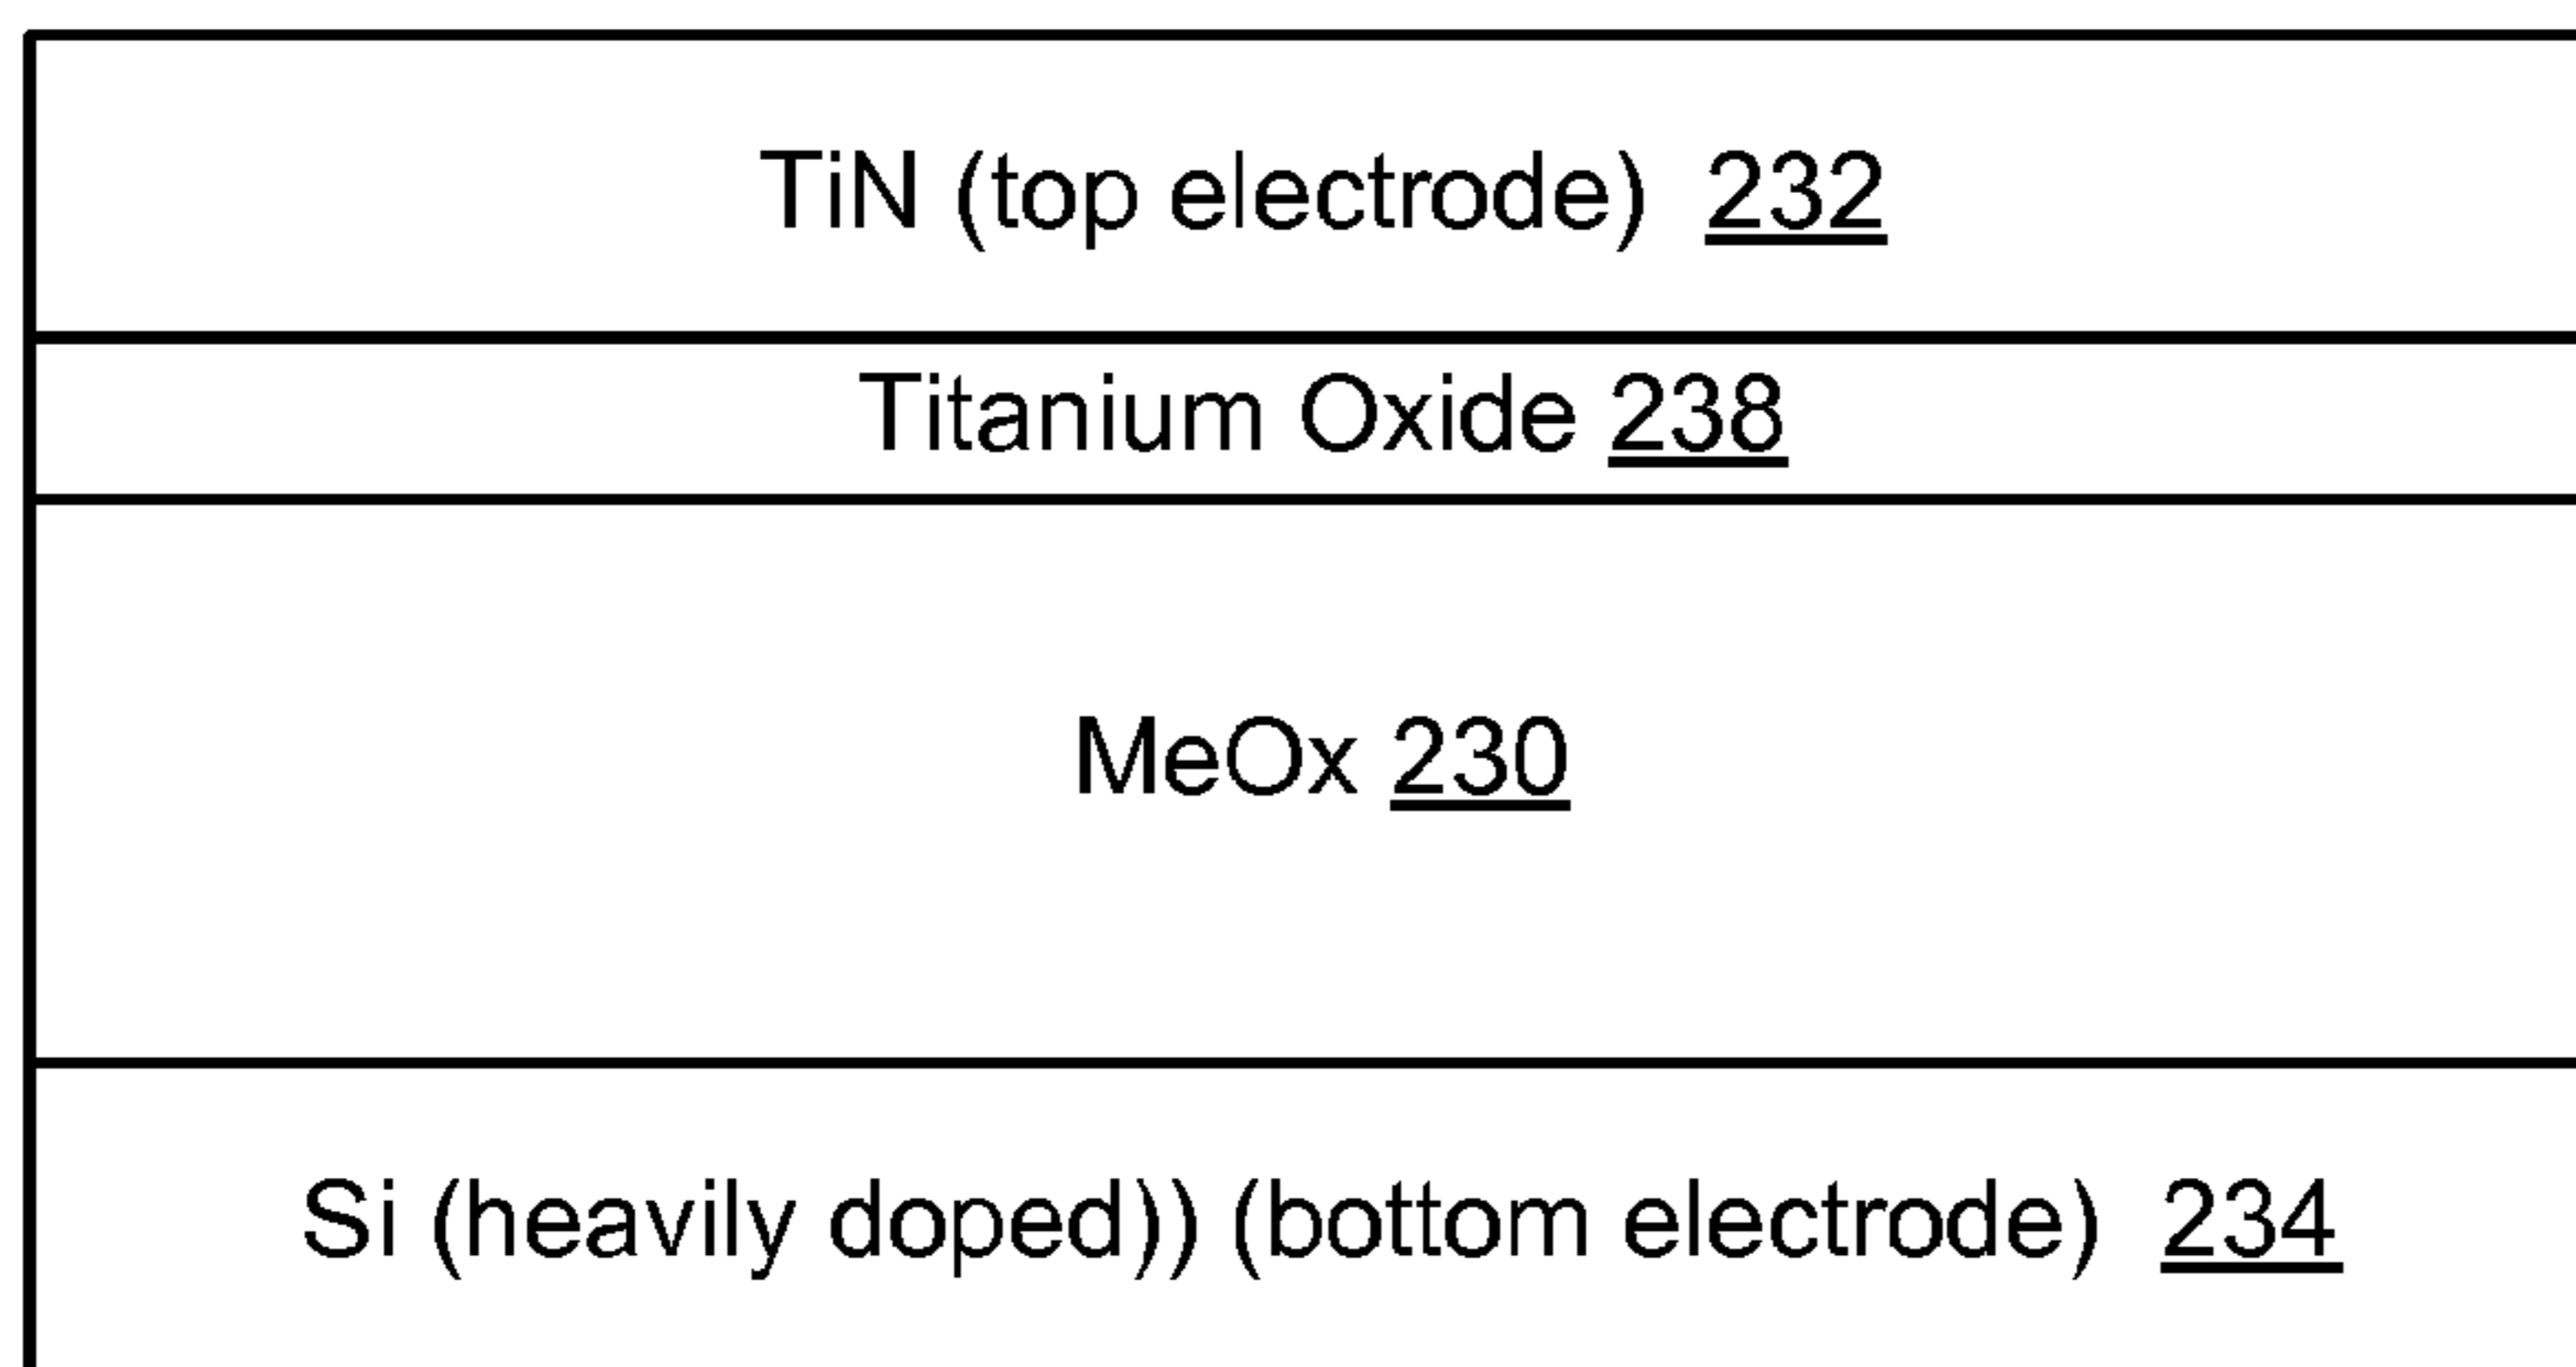 TiN (top electrode) 232
Titanium Oxide 238
MeOx 230
Si (heavily doped)) (bottom electrode) 234